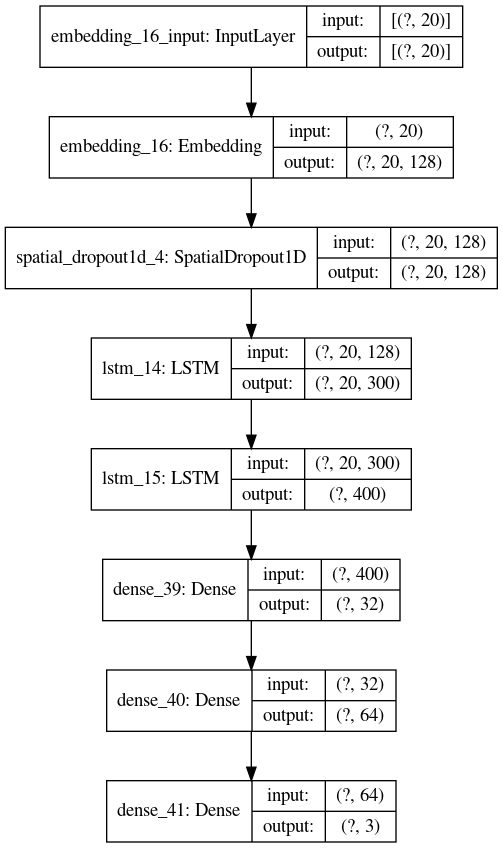 embedding_16_input: InputLayer
input: [(?, 20)]
output: [(?, 20)]
embedding_16: Embedding
input: (?, 20)
output: (?, 20, 128)
spatial_dropout1d_4: SpatialDropout1D
input: (?, 20, 128)
output: (?, 20, 128)
lstm_14: LSTM
input: (?, 20, 128)
output: (?, 20, 300)
lstm_15: LSTM
input: (?, 20, 300)
output: (?, 400)
dense_39: Dense
input: (?, 400)
output: (?, 32)
dense_40: Dense
input: (?, 32)
output: (?, 64)
dense_41: Dense
input: (?, 64)
output: (?, 3)